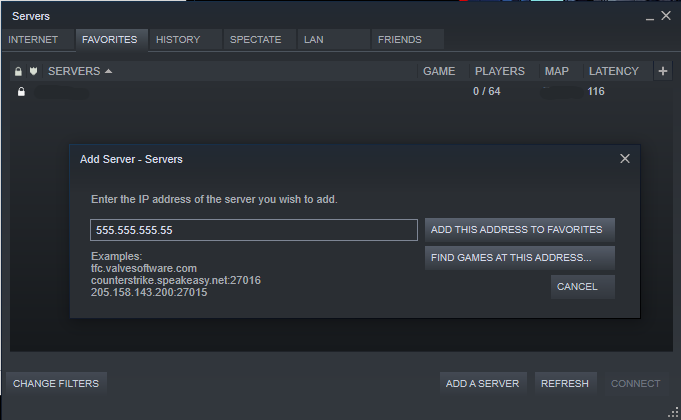 Servers
INTERNET FAVORITES HISTORY SPECTATE LAN FRIENDS
SERVERS GAME PLAYERS MAP LATENCY +
0 / 64 116
Add Server - Servers
Enter the IP address of the server you wish to add.
555.555.555.55 ADD THIS ADDRESS TO FAVORITES
Examples: FIND GAMES AT THIS ADDRESS...
tfc.valvesoftware.com
counterstrike.speakeasy.net:27016
205.158.143.200:27015
CANCEL
CHANGE FILTERS ADD A SERVER REFRESH CONNECT